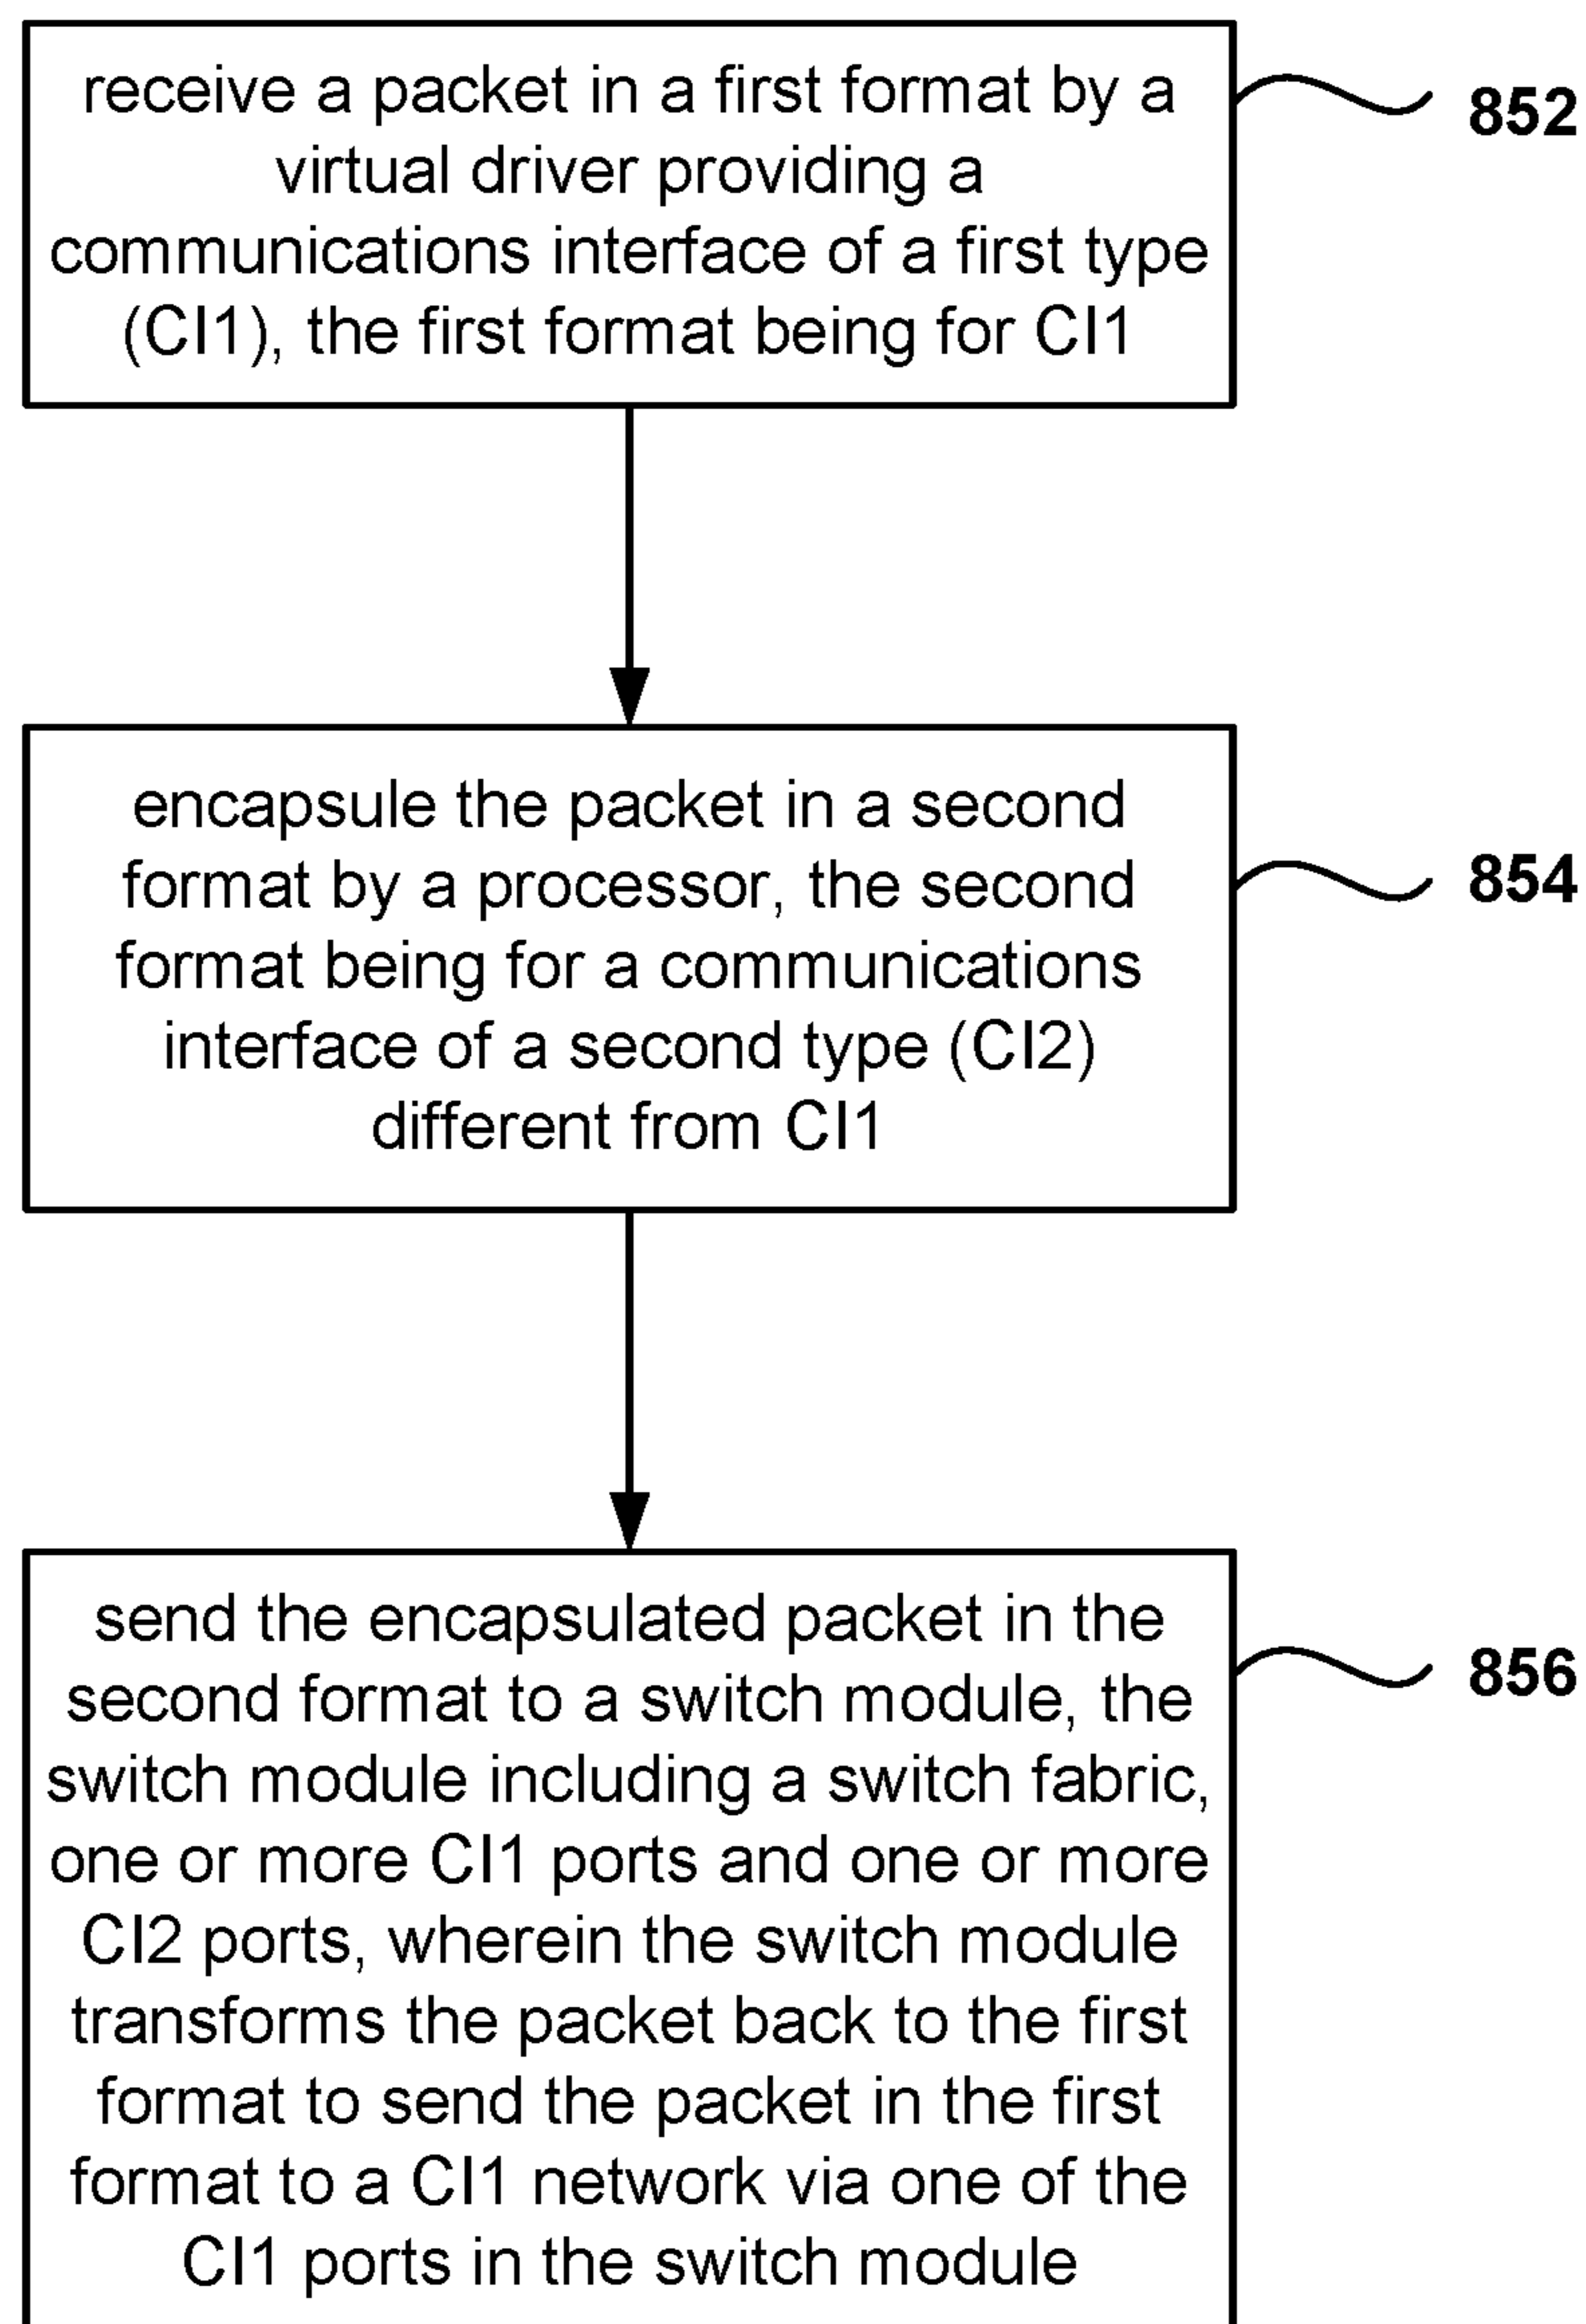 receive a packet in a first format by a
virtual driver providing a
communications interface of a first type
(CI1), the first format being for CI1
852
encapsule the packet in a second
format by a processor, the second
format being for a communications
interface of a second type (CI2)
different from CI1
854
send the encapsulated packet in the
second format to a switch module, the
switch module including a switch fabric,
one or more CI1 ports and one or more
CI2 ports, wherein the switch module
transforms the packet back to the first
format to send the packet in the first
format to a CI1 network via one of the
CI1 ports in the switch module
856